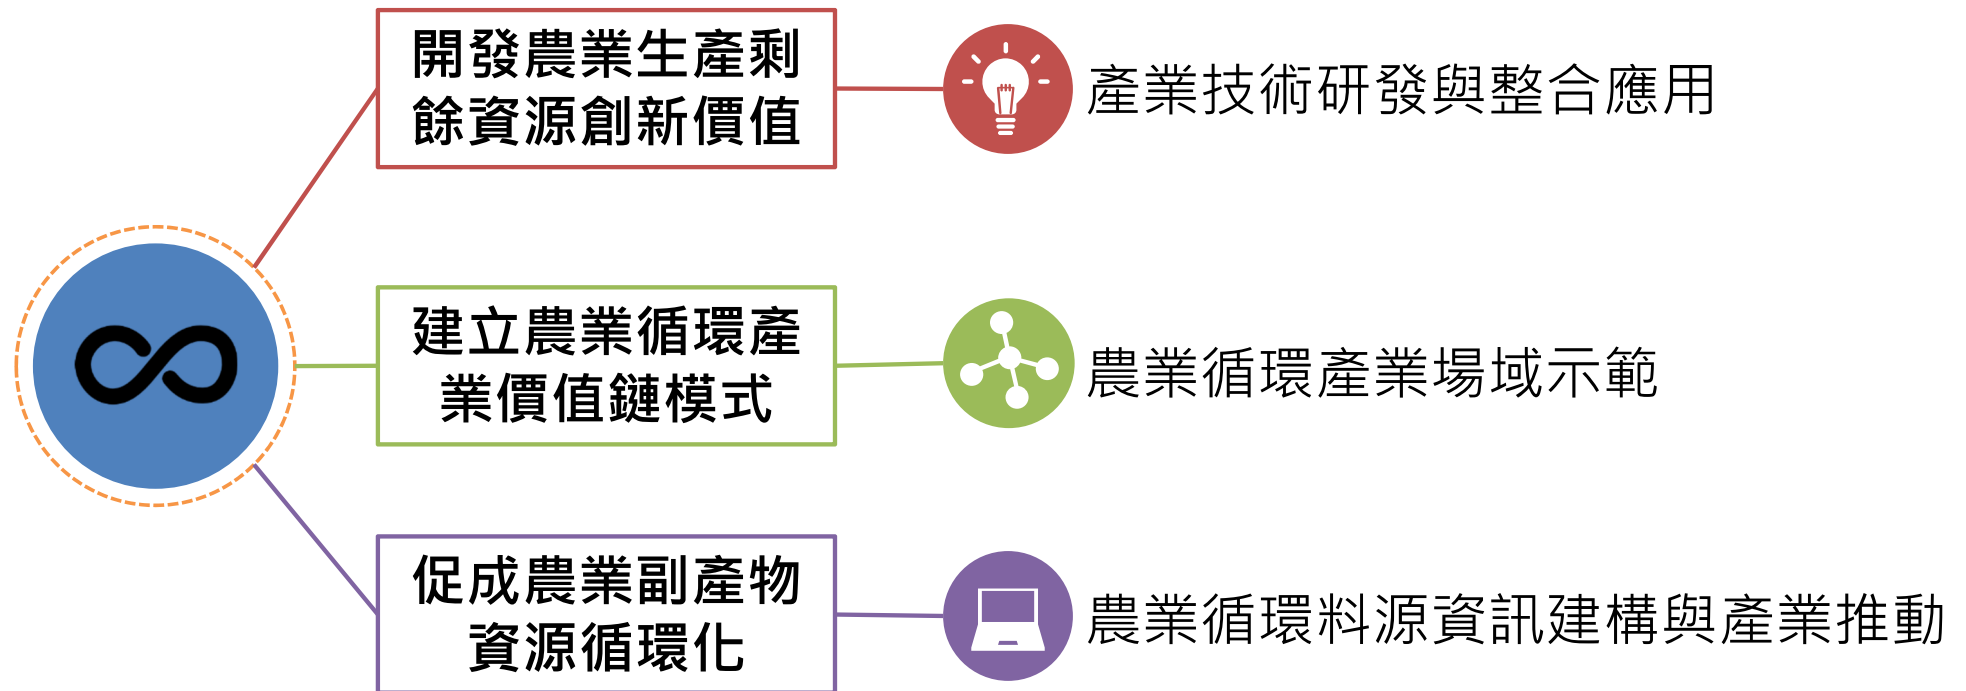 開發農業生產剩
餘資源創新價值
產業技術研發與整合應用
建立農業循環產
業價值鏈模式
農業循環產業場域示範
促成農業副產物
資源循環化
農業循環料源資訊建構與產業推動